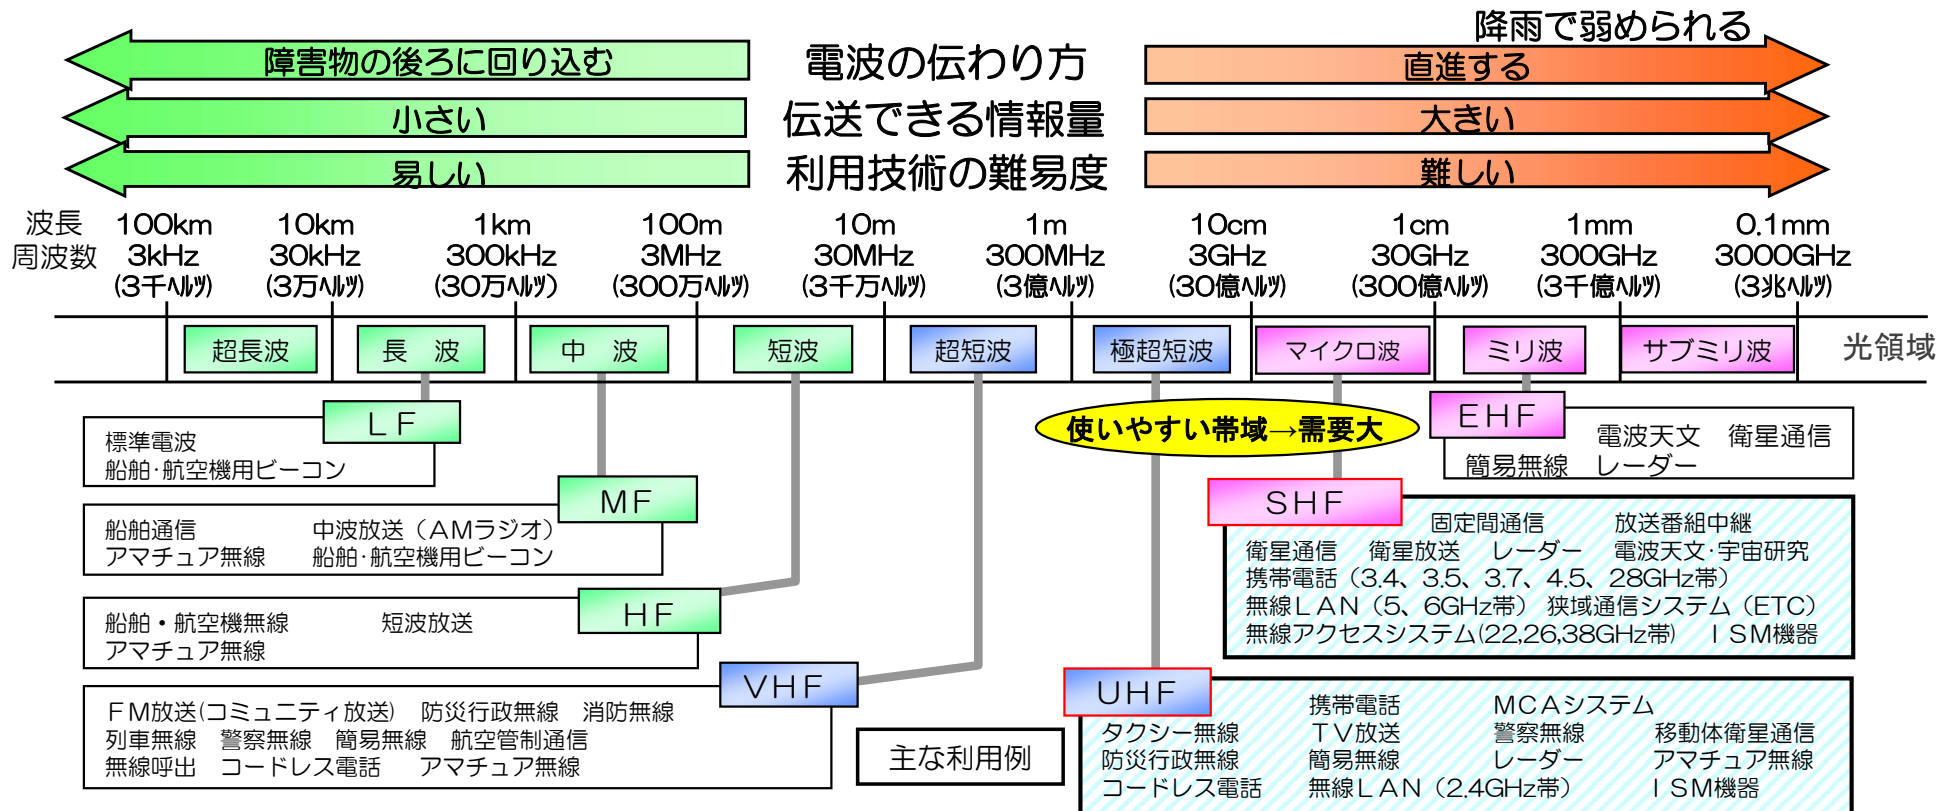 降雨で弱められる
障害物の後ろに回り込む 電波の伝わり方 直進する
小さい 伝送できる情報量 大きい
易しい 利用技術の難易度 難しい
波長 100km 10km 1km 100m 10m 1m 10cm 1cm 1mm 0.1mm
周波数 3kHz 30kHz 300kHz 3MHz 30MHz 300MHz 3GHz 30GHz 300GHz 3000GHz
(3千ヘルツ) (3万ヘルツ) (30万ヘルツ) (300万ヘルツ) (3千万ヘルツ) (3億ヘルツ) (30億ヘルツ) (300億ヘルツ) (3千億ヘルツ) (3兆ヘルツ)
超長波 長 波 中 波 短波 超短波 極超短波 マイクロ波 ミリ波 サブミリ波 光領域
使いやすい帯域→需要大
LF
標準電波
船舶・航空機用ビーコン
MF
船舶通信 中波放送（AMラジオ）
アマチュア無線 船舶・航空機用ビーコン
HF
船舶・航空機無線 短波放送
アマチュア無線
VHF
FM放送(コミュニティ放送) 防災行政無線 消防無線
列車無線 警察無線 簡易無線 航空管制通信
無線呼出 コードレス電話 アマチュア無線
主な利用例
EHF
電波天文 衛星通信
簡易無線 レーダー
SHF
固定間通信 放送番組中継
衛星通信 衛星放送 レーダー 電波天文・宇宙研究
携帯電話（3.4、3.5、3.7、4.5、28GHz帯）
無線LAN（5、6GHz帯） 狭域通信システム（ETC）
無線アクセスシステム(22,26,38GHz帯) ISM機器
UHF
携帯電話 MCAシステム
タクシー無線 TV放送 警察無線 移動体衛星通信
防災行政無線 簡易無線 レーダー アマチュア無線
コードレス電話 無線LAN（2.4GHz帯） ISM機器